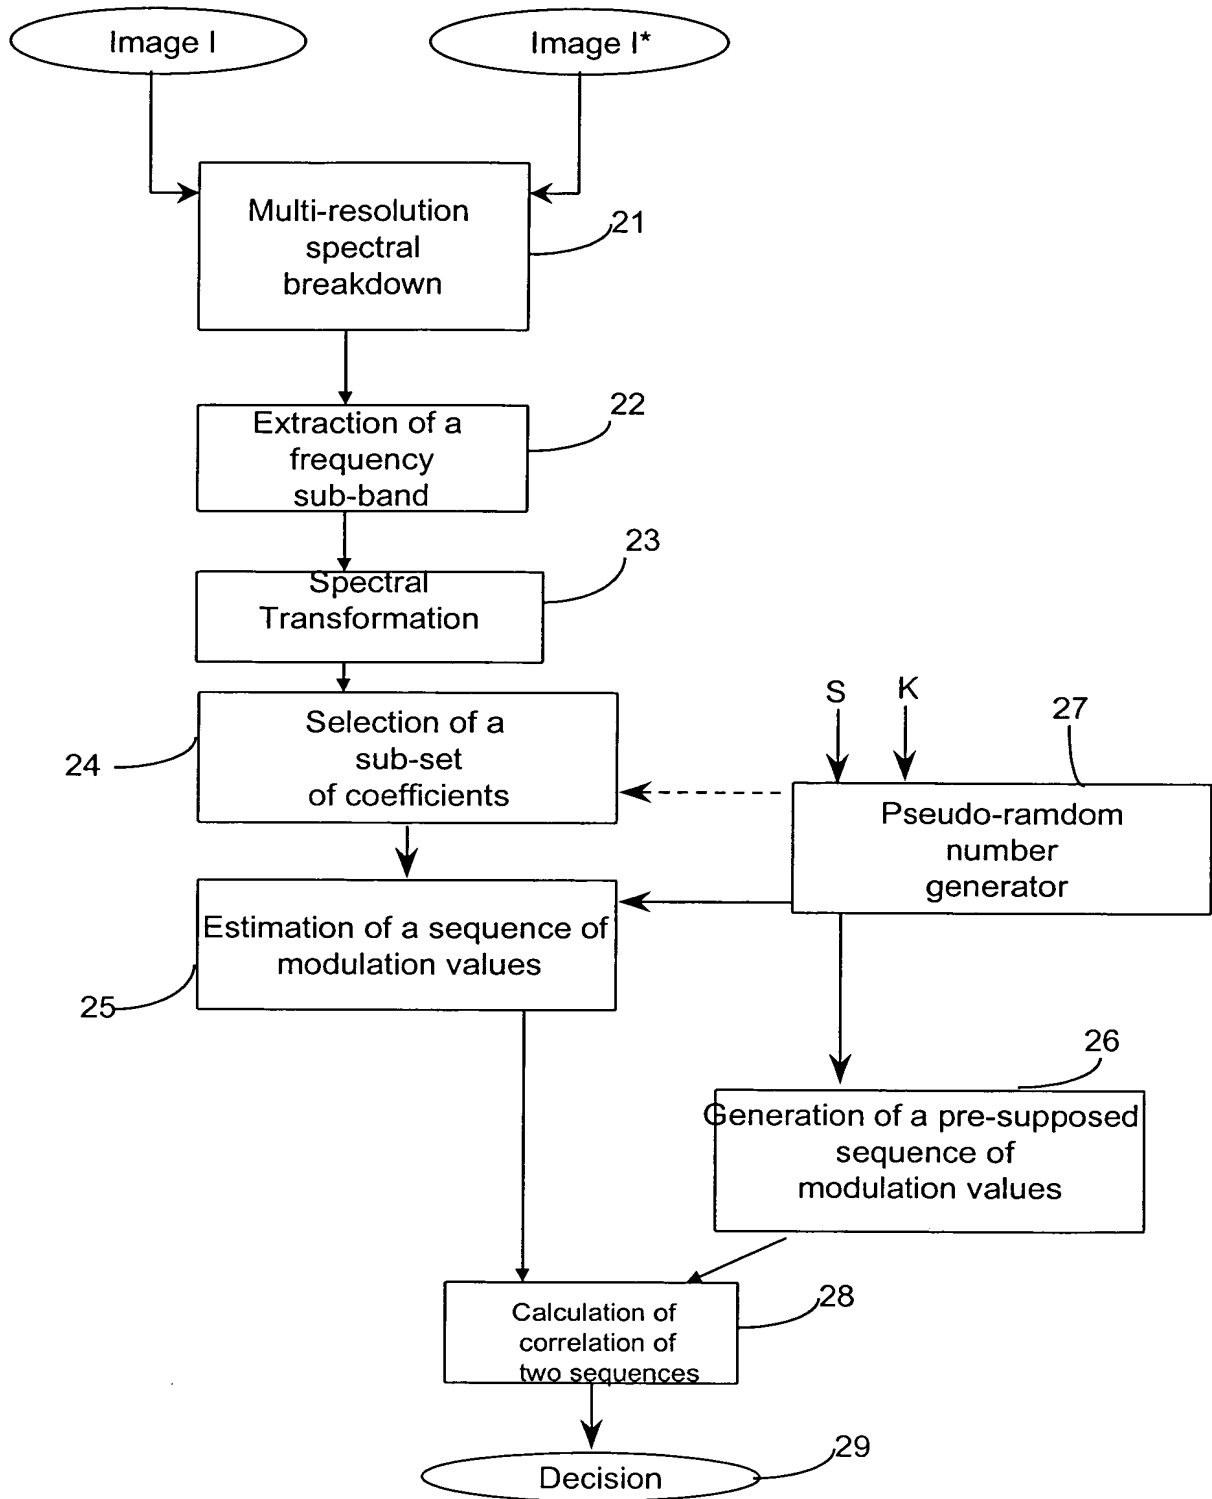 Image I
Image I*
Multi-resolution
spectral
breakdown
21
Extraction of a
frequency
sub-band
22
Spectral
Transformation
23
Selection of a
sub-set
of coefficients
24
S
K
27
Pseudo-ramdom
number
generator
Estimation of a sequence of
modulation values
25
26
Generation of a pre-supposed
sequence of
modulation values
Calculation of
correlation of
two sequences
28
Decision
29